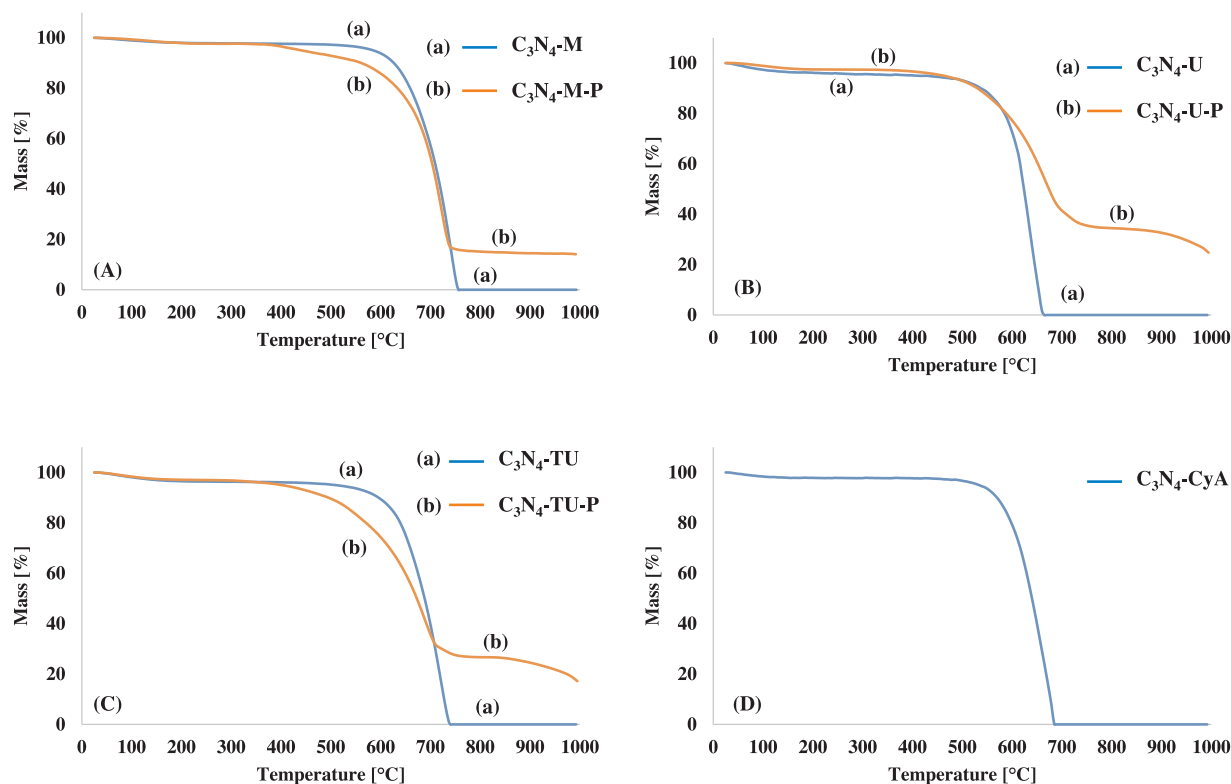 (a)
(a) C₃N₄-M
(b) C₃N₄-M-P
(b)
(b)
(a)
(A)
100
80
60
40
20
0
Mass [%]
0 100 200 300 400 500 600 700 800 900 1000
Temperature [°C]
(b)
(a) C₃N₄-U
(a)
(b) C₃N₄-U-P
(b)
(a)
(B)
100
80
60
40
20
0
Mass [%]
0 100 200 300 400 500 600 700 800 900 1000
Temperature [°C]
(a) C₃N₄-TU
(a)
(b) C₃N₄-TU-P
(b)
(b)
(a)
(C)
100
80
60
40
20
0
Mass [%]
0 100 200 300 400 500 600 700 800 900 1000
Temperature [°C]
C₃N₄-CyA
(D)
100
80
60
40
20
0
Mass [%]
0 100 200 300 400 500 600 700 800 900 1000
Temperature [°C]